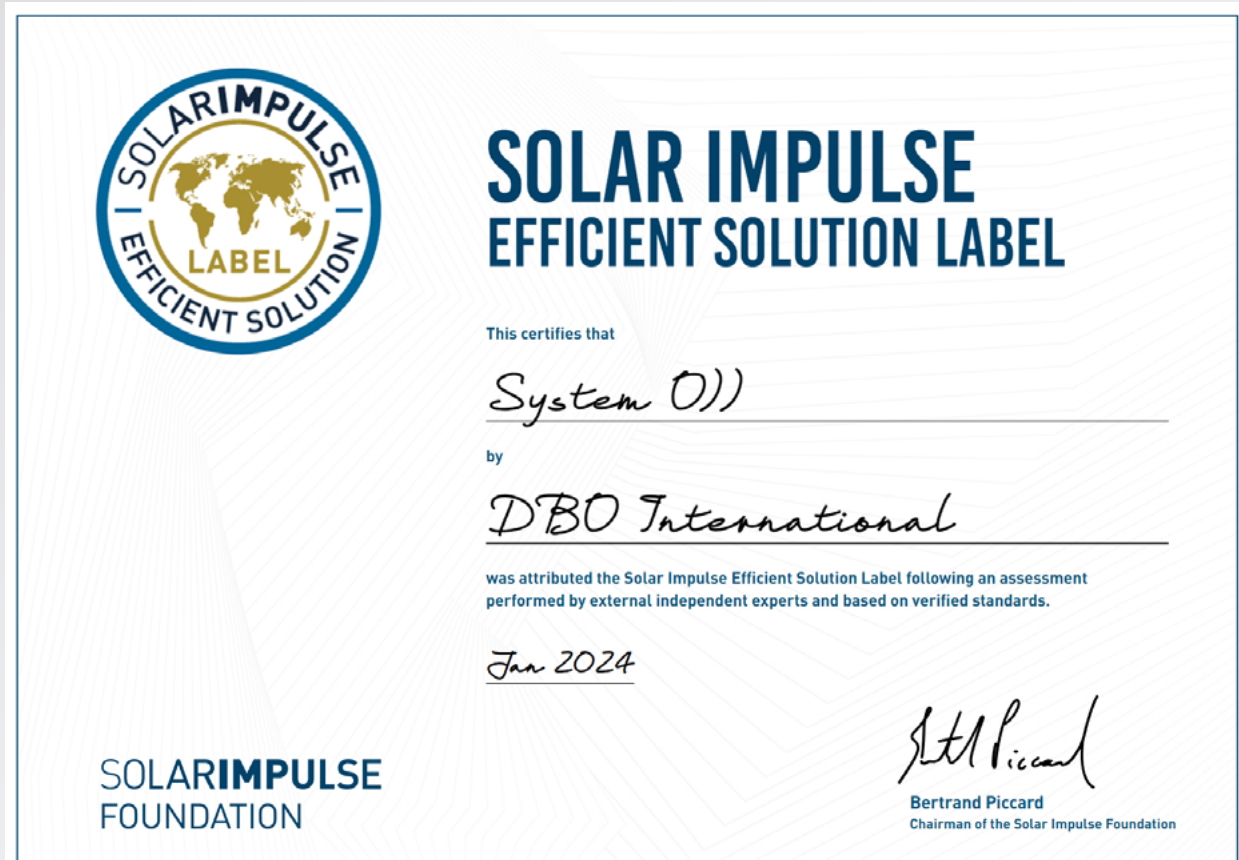 SOLARIMPULSE
EFFICIENT SOLUTION
LABEL
SOLAR IMPULSE
EFFICIENT SOLUTION LABEL
This certifies that
System O))
by
DBO International
was attributed the Solar Impulse Efficient Solution Label following an assessment
performed by external independent experts and based on verified standards.
Jan 2024
SOLARIMPULSE
FOUNDATION
Bertrand Piccard
Chairman of the Solar Impulse Foundation